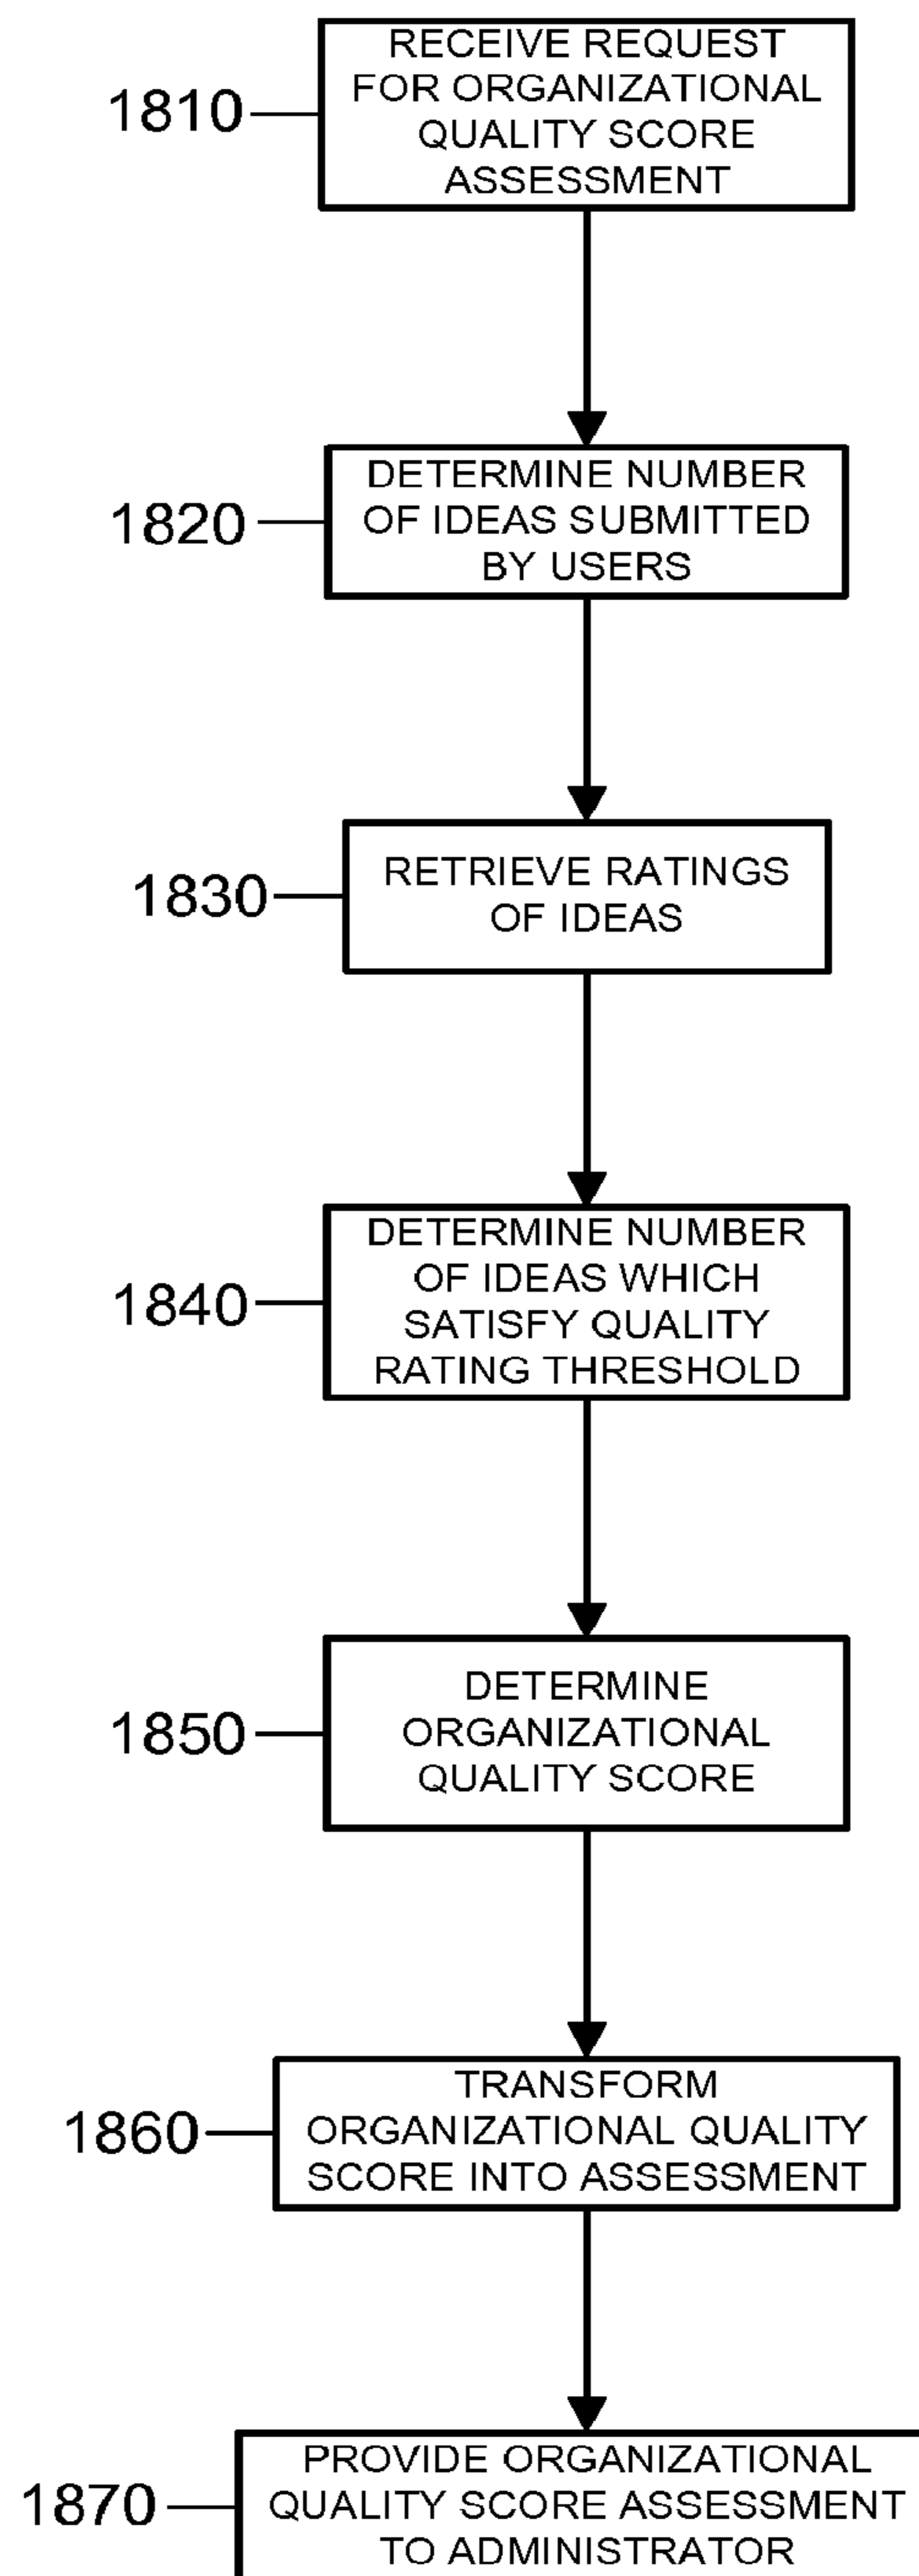 RECEIVE REQUEST
FOR ORGANIZATIONAL
QUALITY SCORE
ASSESSMENT
1810
DETERMINE NUMBER
OF IDEAS SUBMITTED
BY USERS
1820
RETRIEVE RATINGS
OF IDEAS
1830
DETERMINE NUMBER
OF IDEAS WHICH
SATISFY QUALITY
RATING THRESHOLD
1840
DETERMINE
ORGANIZATIONAL
QUALITY SCORE
1850
TRANSFORM
ORGANIZATIONAL QUALITY
SCORE INTO ASSESSMENT
1860
PROVIDE ORGANIZATIONAL
QUALITY SCORE ASSESSMENT
TO ADMINISTRATOR
1870